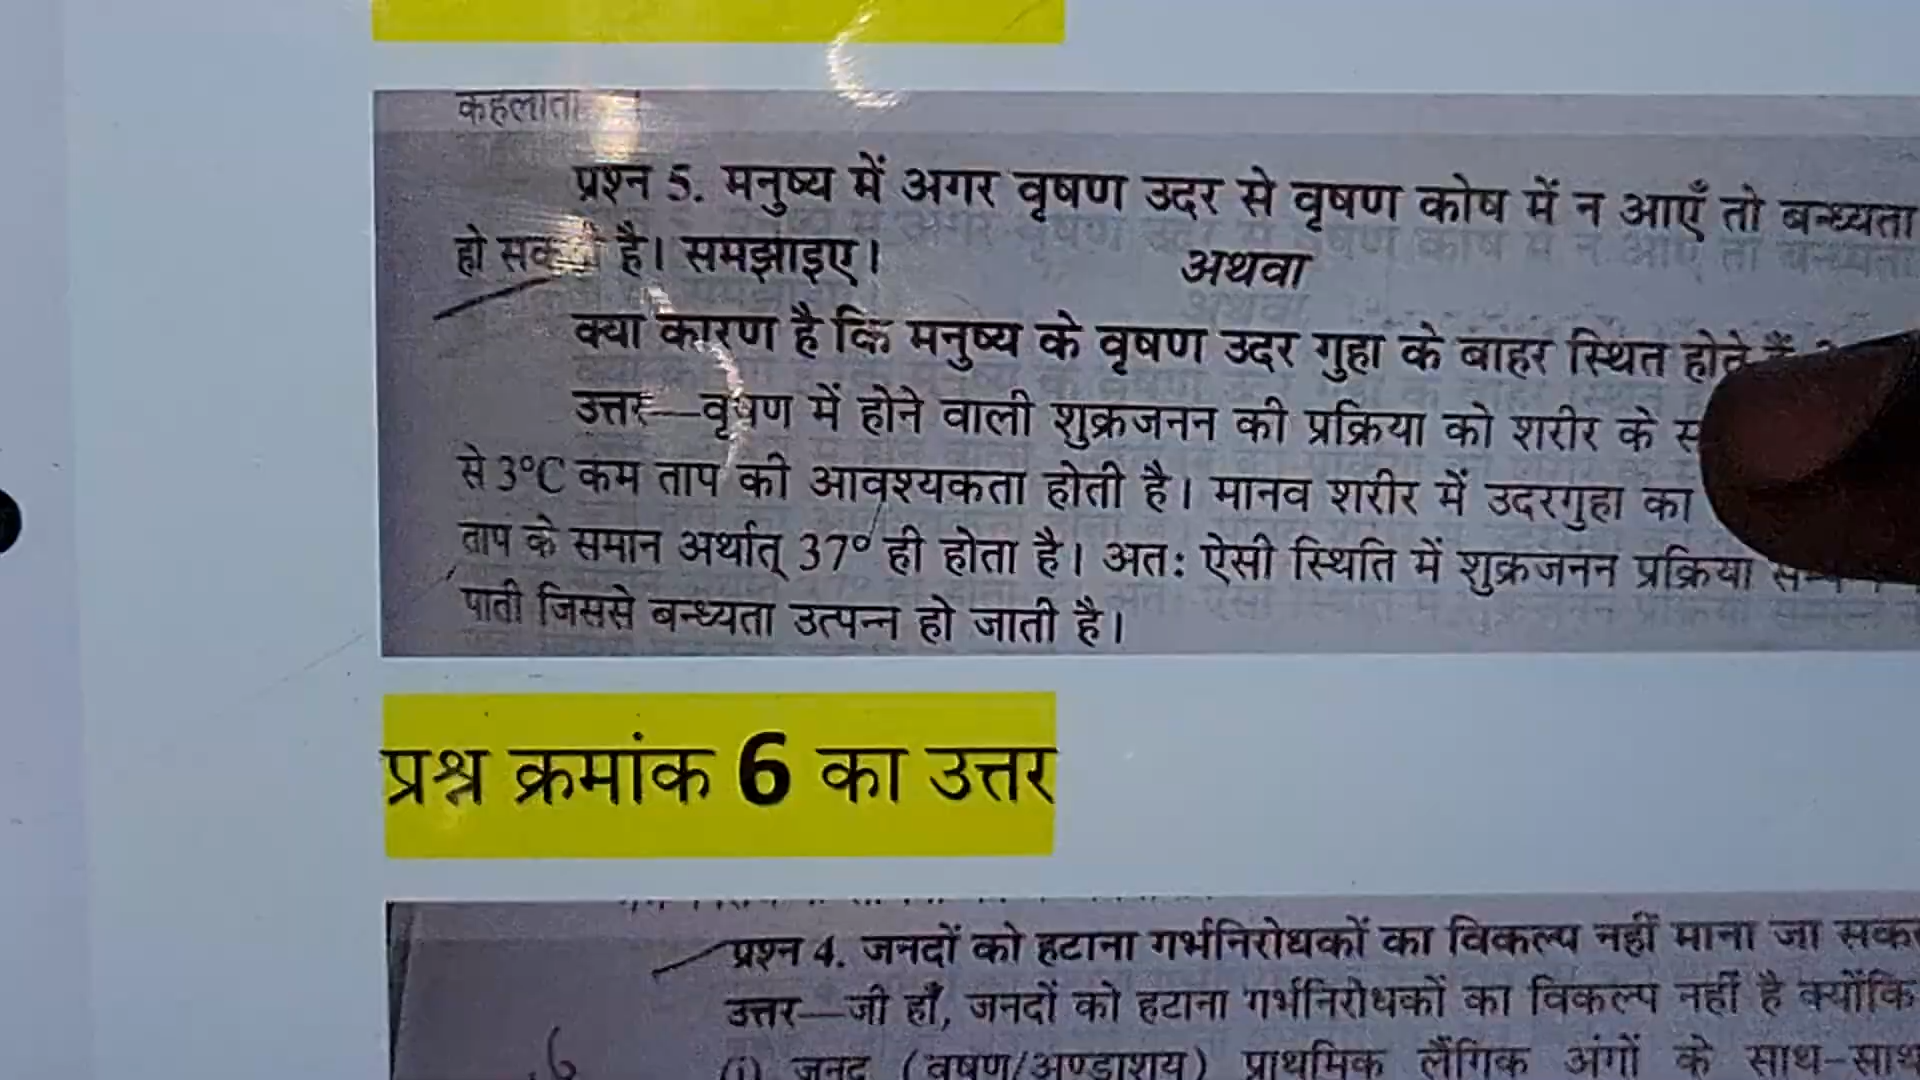 कहलाता
प्रश्न 5. मनुष्य में अगर वृषण उदर से वृषण कोष में न आएँ तो बन्ध्यता
हो है। समझाइए।
अथवा
क्या कारण है कि मनुष्य के वृषण उदर गुहा के बाहर स्थित होते
उत्तर—वृषण में होने वाली शुक्रजनन की प्रक्रिया को शरीर के
से 3°C कम ताप की आवश्यकता होती है। मानव शरीर में उदरगुहा का
ताप के समान अर्थात् 37° ही होता है। अतः ऐसी स्थिति में शुक्रजनन प्रक्रिया
पाती जिससे बन्ध्यता उत्पन्न हो जाती है।
प्रश्न क्रमांक 6 का उत्तर
प्रश्न 4. जनदों को हटाना गर्भनिरोधकों का विकल्प नहीं माना जा
उत्तर—जी हाँ, जनदों को हटाना गर्भनिरोधकों का विकल्प नहीं है क्योंकि
6
(i) जनद (वृषण/अण्डाशय) प्राथमिक लैंगिक अंगों के साथ-साथ